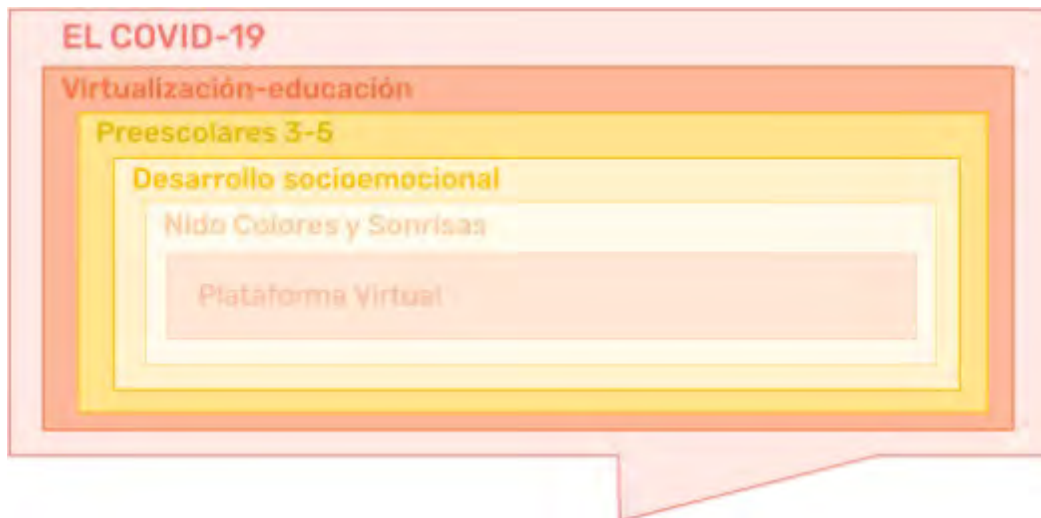 EL COVID-19
Virtualización-educación
Preescolares 3-5
Desarrollo socioemocional
Nido Colores y Sonrisas
Plataforma Virtual